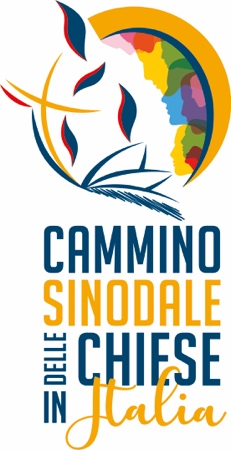 CAMMINO
SINODALE
DELLE CHIESE
IN Italia